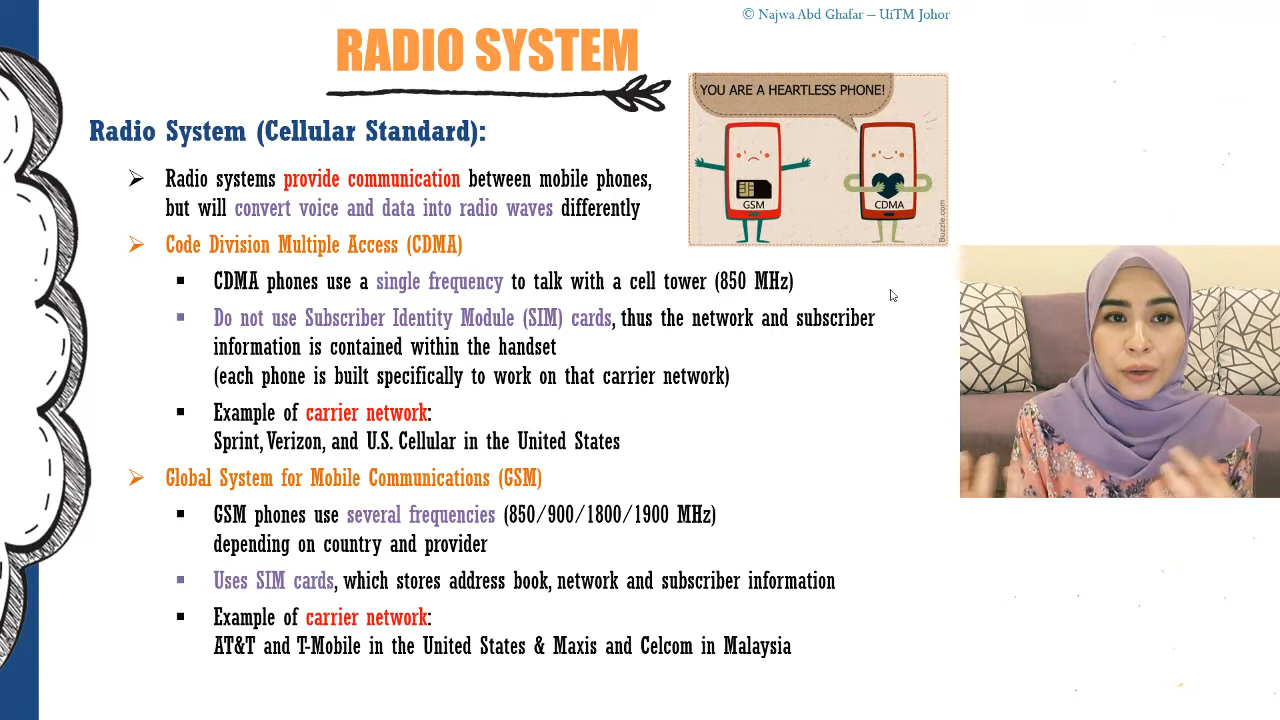 © Najwa Abd Ghafar – UiTM Johor
RADIO SYSTEM
YOU ARE A HEARTLESS PHONE!
GSM
CDMA
Buzzle.com
Radio System (Cellular Standard):
Radio systems provide communication between mobile phones,
but will convert voice and data into radio waves differently
Code Division Multiple Access (CDMA)
CDMA phones use a single frequency to talk with a cell tower (850 MHz)
Do not use Subscriber Identity Module (SIM) cards, thus the network and subscriber
information is contained within the handset
(each phone is built specifically to work on that carrier network)
Example of carrier network:
Sprint, Verizon, and U.S. Cellular in the United States
Global System for Mobile Communications (GSM)
GSM phones use several frequencies (850/900/1800/1900 MHz)
depending on country and provider
Uses SIM cards, which stores address book, network and subscriber information
Example of carrier network:
AT&T and T-Mobile in the United States & Maxis and Celcom in Malaysia